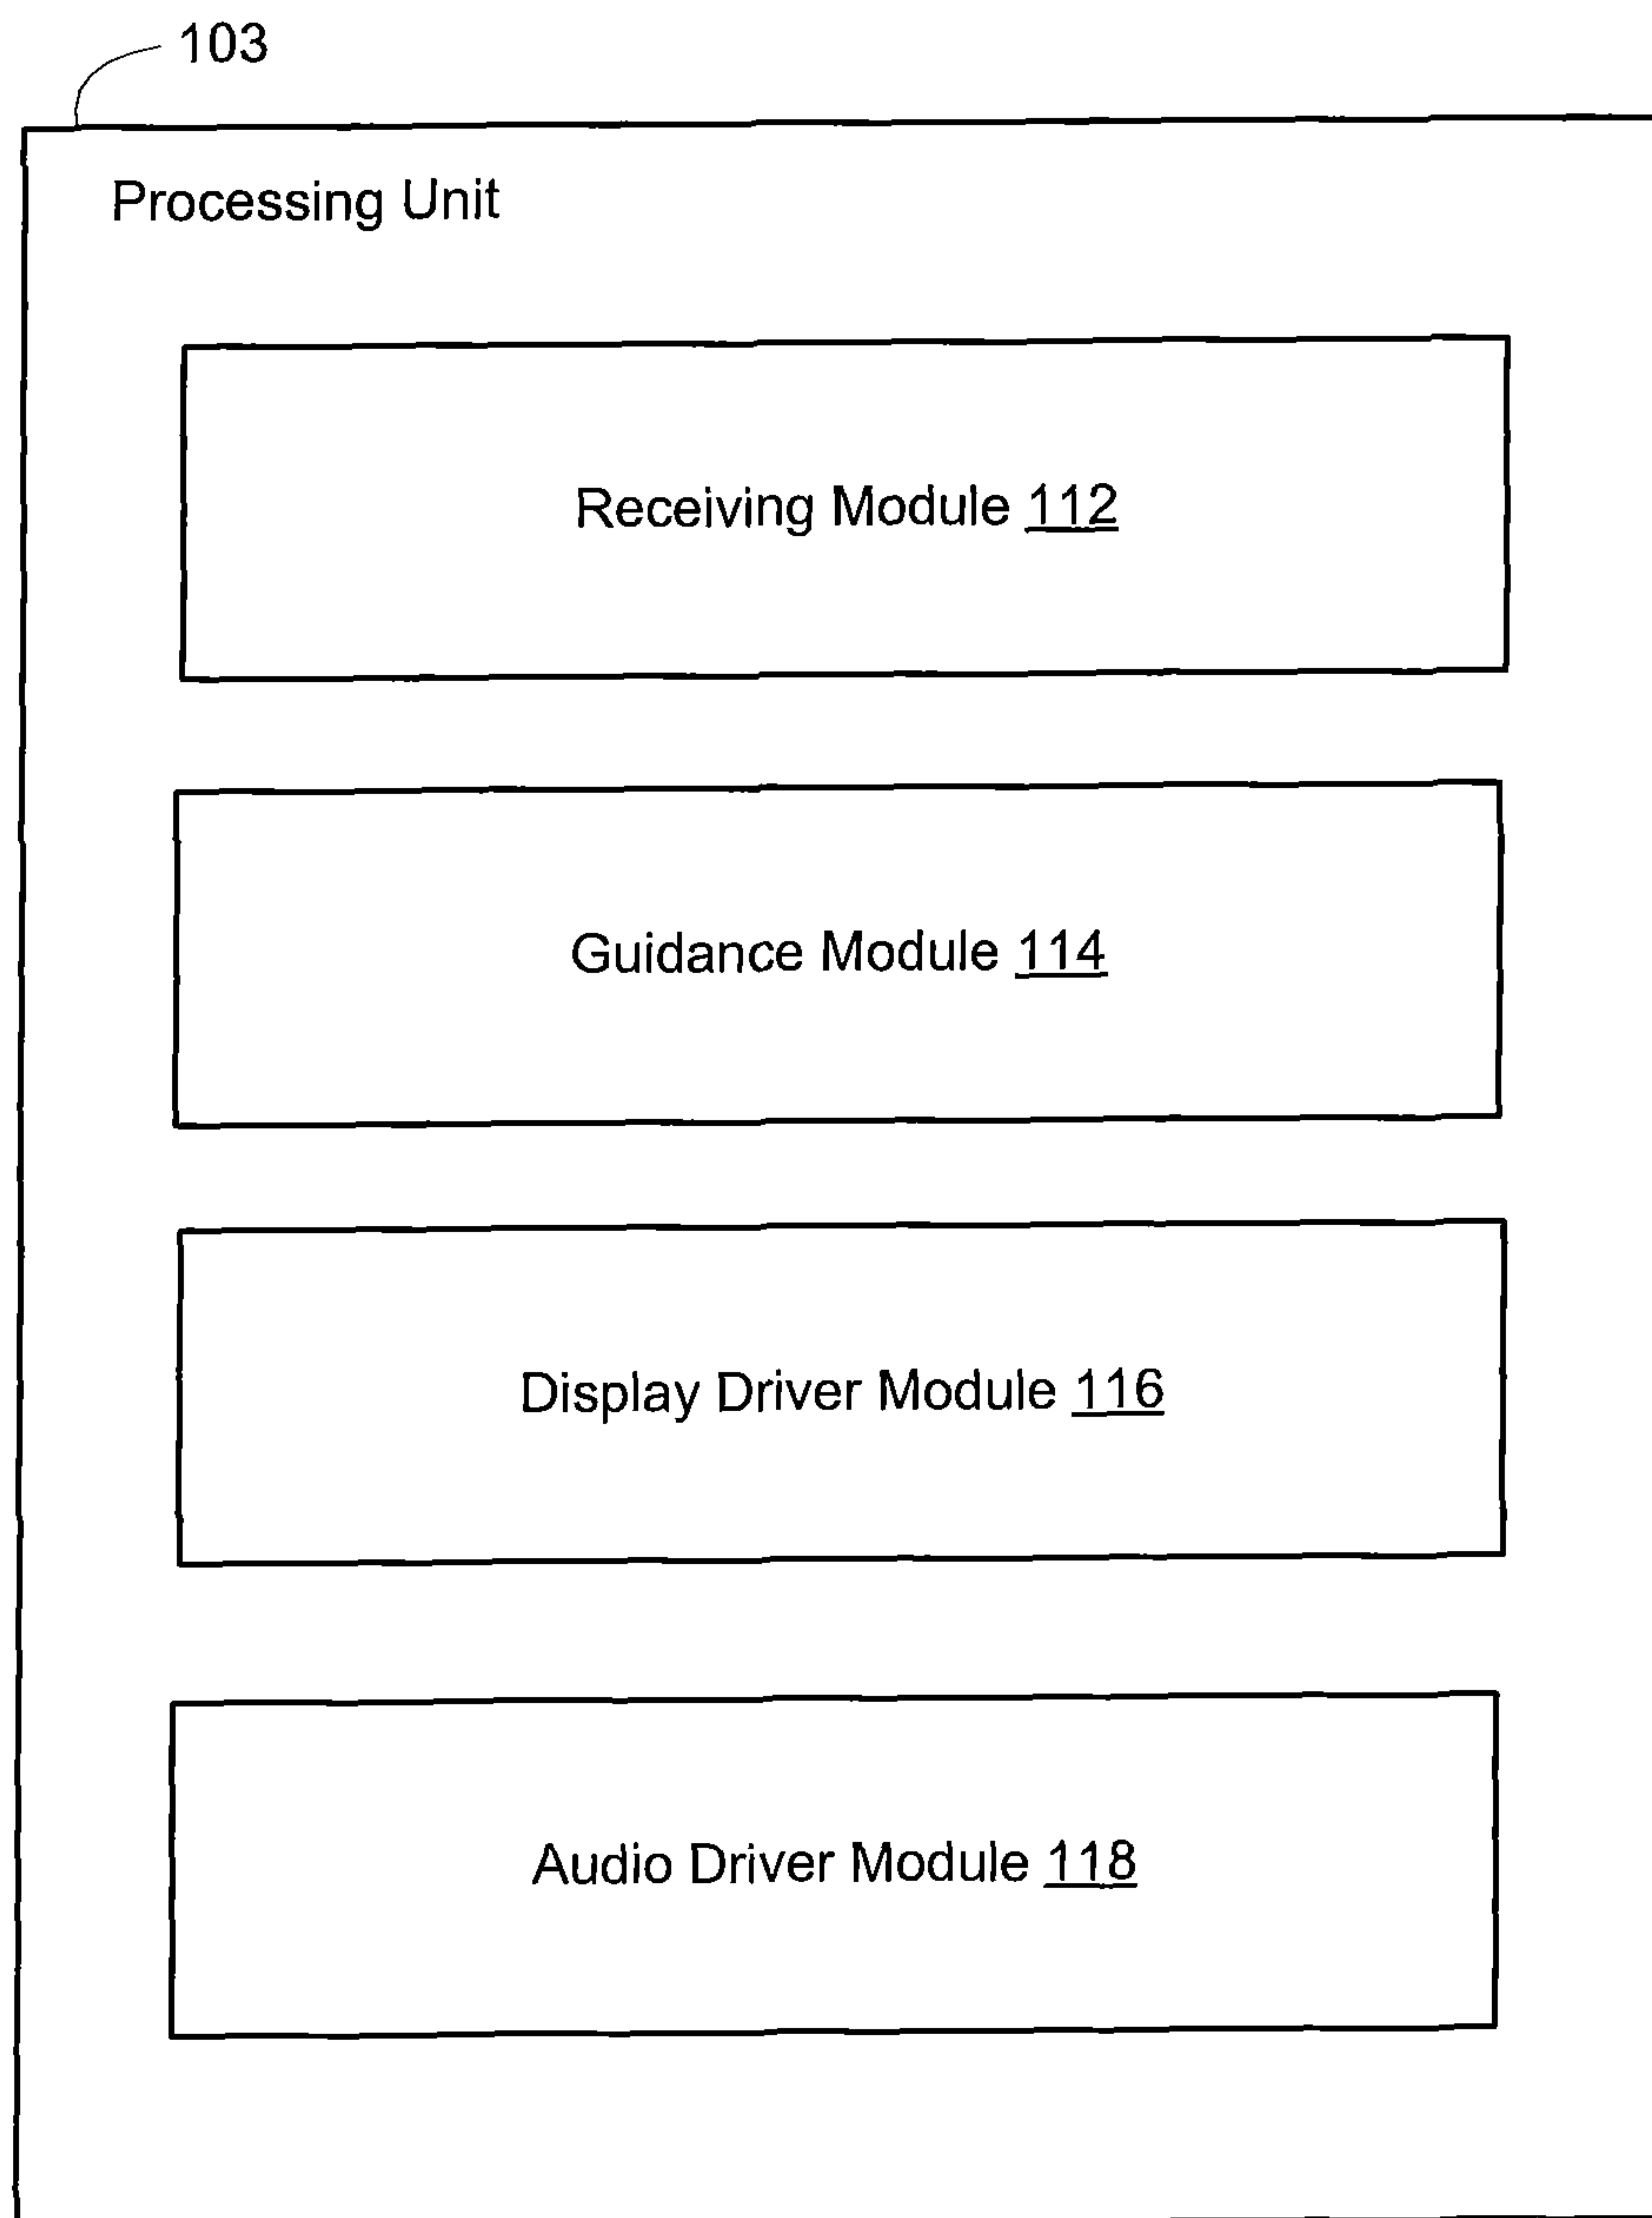 103
Processing Unit
Receiving Module 112
Guidance Module 114
Display Driver Module 116
Audio Driver Module 118